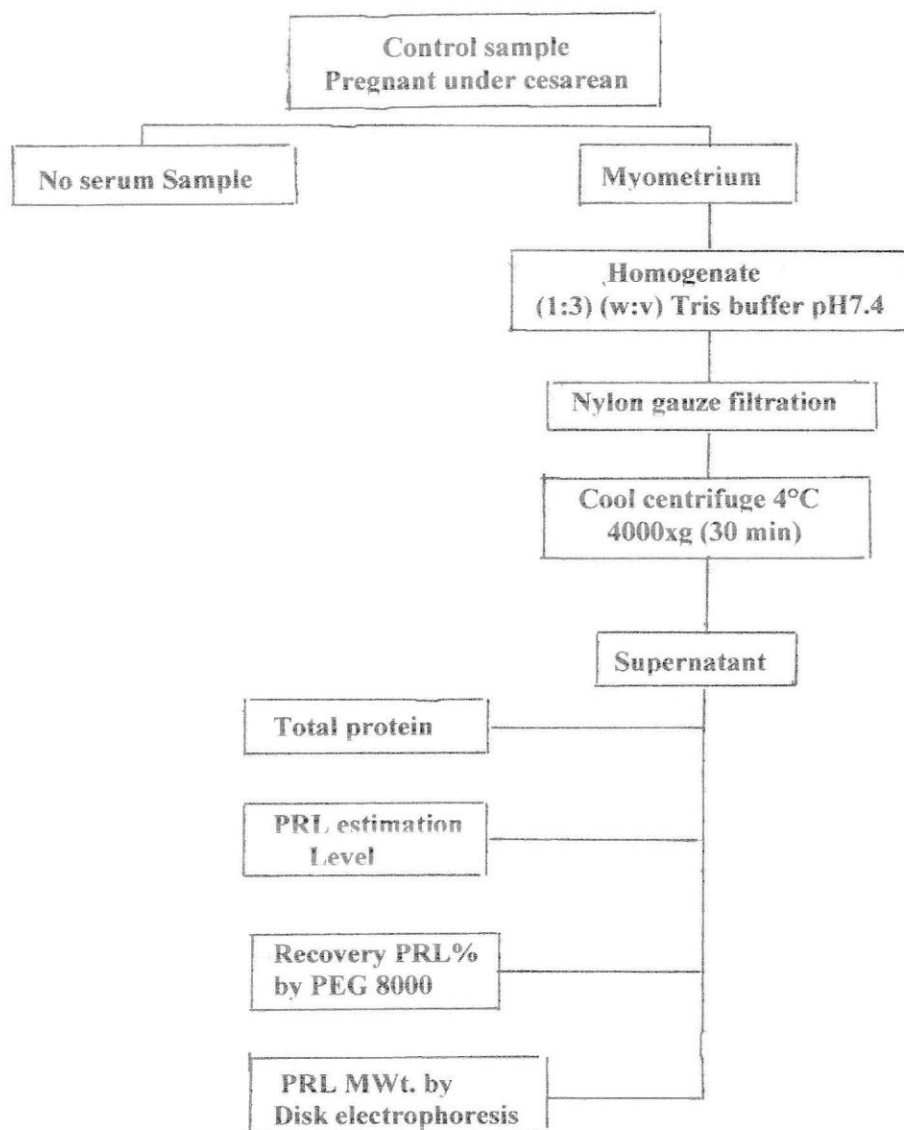 Control sample
Pregnant under cesarean
No serum Sample
Myometrium
Homogenate
(1:3) (w:v) Tris buffer pH7.4
Nylon gauze filtration
Cool centrifuge 4°C
4000xg (30 min)
Supernatant
Total protein
PRL estimation
Level
Recovery PRL%
by PEG 8000
PRL MWt. by
Disk electrophoresis